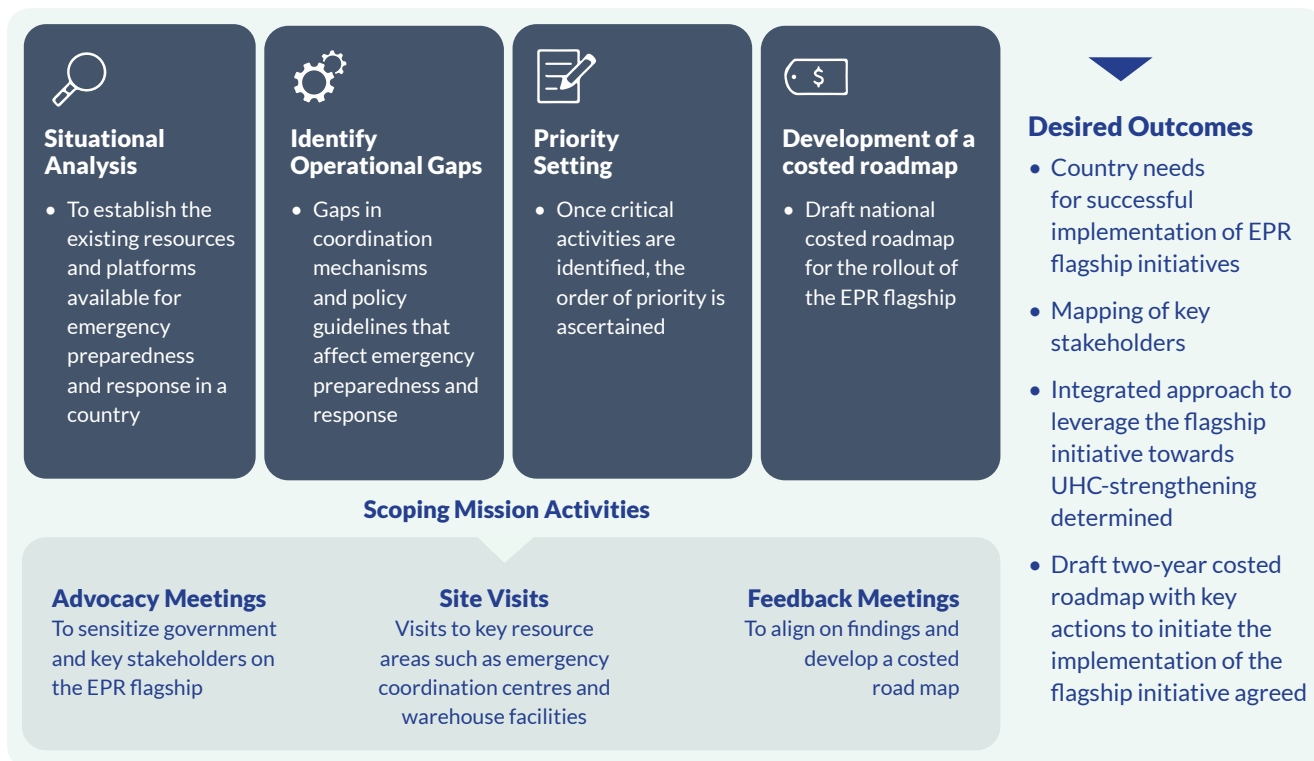 Situational
Analysis
• To establish the
existing resources
and platforms
available for
emergency
preparedness
and response in a
country
Identify
Operational Gaps
• Gaps in
coordination
mechanisms
and policy
guidelines that
affect emergency
preparedness and
response
Priority
Setting
• Once critical
activities are
identified, the
order of priority is
ascertained
$
Development of a
costed roadmap
• Draft national
costed roadmap
for the rollout of
the EPR flagship
Scoping Mission Activities
Advocacy Meetings
To sensitize government
and key stakeholders on
the EPR flagship
Site Visits
Visits to key resource
areas such as emergency
coordination centres and
warehouse facilities
Feedback Meetings
To align on findings and
develop a costed
road map
Desired Outcomes
• Country needs
for successful
implementation of EPR
flagship initiatives
• Mapping of key
stakeholders
• Integrated approach to
leverage the flagship
initiative towards
UHC-strengthening
determined
• Draft two-year costed
roadmap with key
actions to initiate the
implementation of the
flagship initiative agreed